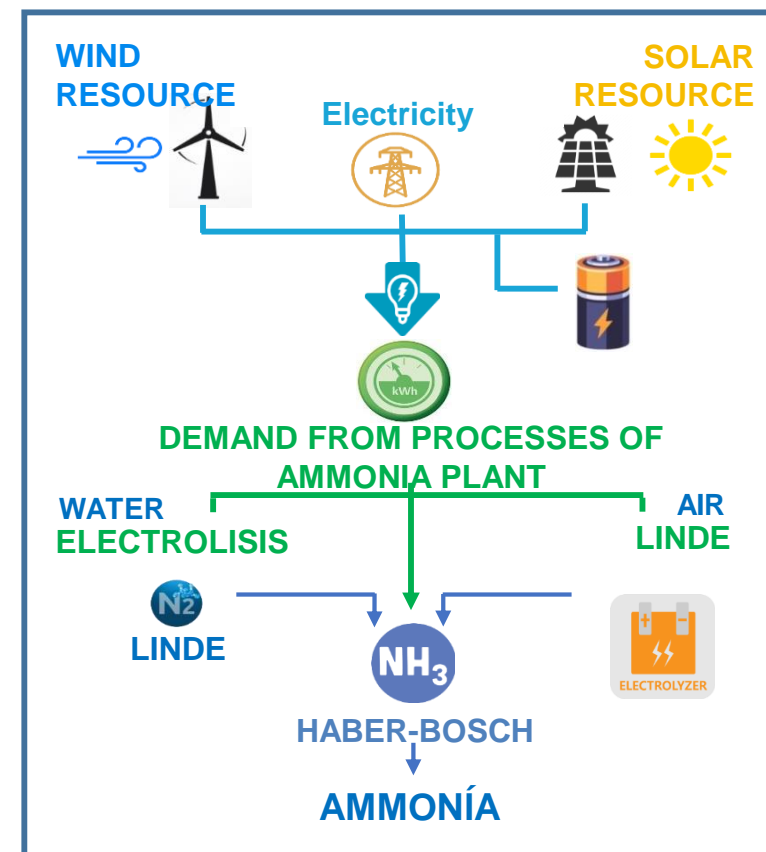 WIND
RESOURCE
SOLAR
RESOURCE
Electricity
kWh
DEMAND FROM PROCESSES OF
AMMONIA PLANT
WATER
ELECTROLISIS
AIR
LINDE
N2
LINDE
NH₃
+ −
ELECTROLYZER
HABER-BOSCH
AMMONÍA